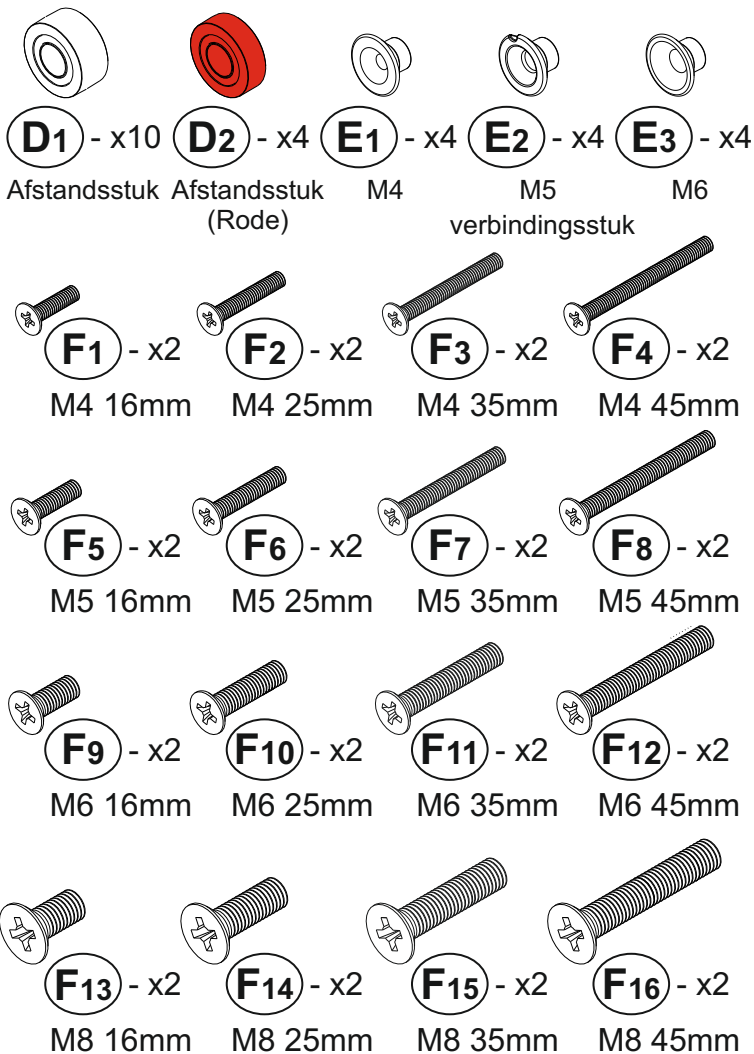 D1 - x10 D2 - x4 E1 - x4 E2 - x4 E3 - x4
Afstandsstuk Afstandsstuk M4 M5 M6
(Rode) verbindingsstuk
F1 - x2 F2 - x2 F3 - x2 F4 - x2
M4 16mm M4 25mm M4 35mm M4 45mm
F5 - x2 F6 - x2 F7 - x2 F8 - x2
M5 16mm M5 25mm M5 35mm M5 45mm
F9 - x2 F10 - x2 F11 - x2 F12 - x2
M6 16mm M6 25mm M6 35mm M6 45mm
F13 - x2 F14 - x2 F15 - x2 F16 - x2
M8 16mm M8 25mm M8 35mm M8 45mm